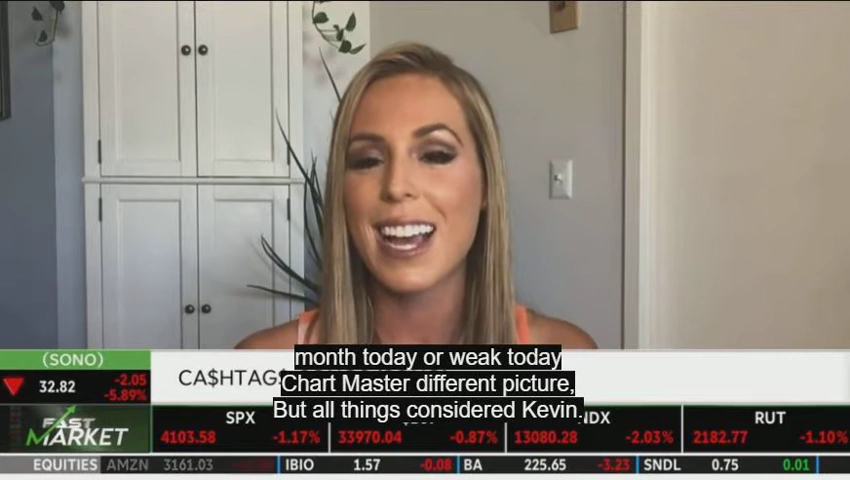 month today or weak today
Chart Master different picture,
But all things considered Kevin.
(SONO)
32.82 -2.05 -5.89%
CA$HTAG$
FAST MARKET
SPX 4103.58 -1.17%
33970.04 -0.87%
NDX 13080.28 -2.03%
RUT 2182.77 -1.10%
EQUITIES AMZN 3161.03 IBIO 1.57 -0.08 BA 225.65 -3.23 SNDL 0.75 0.01